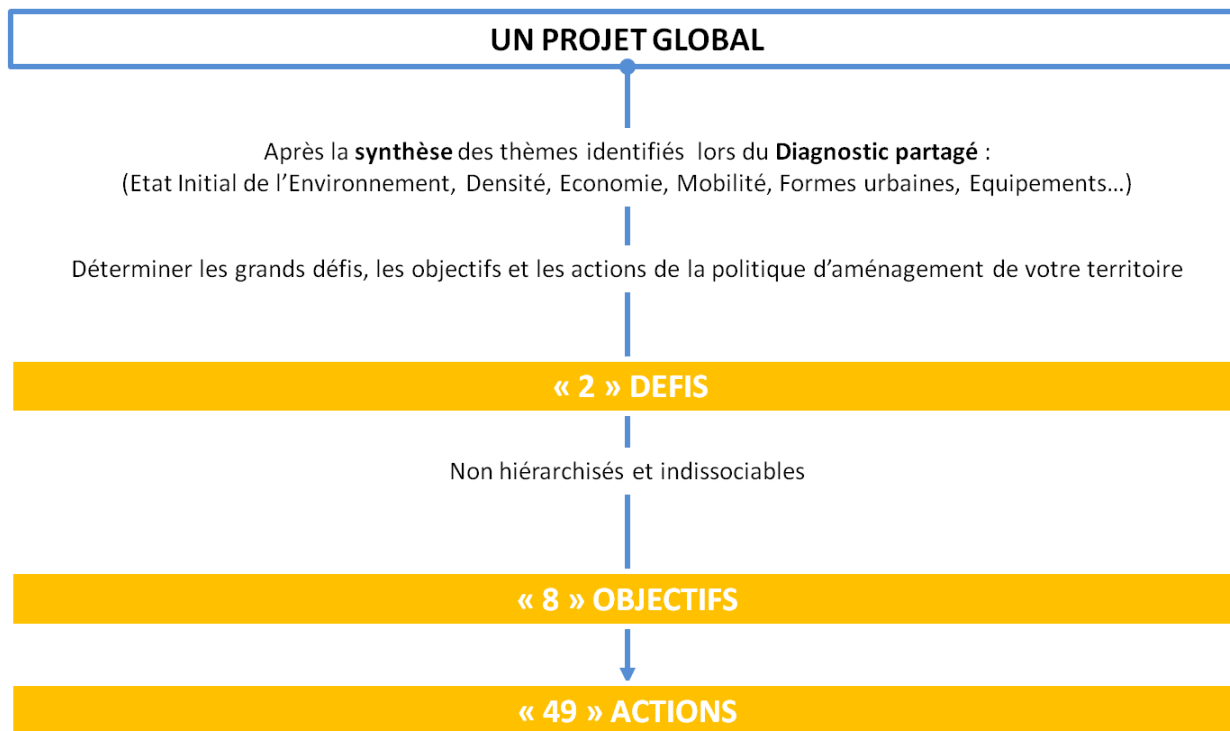 UN PROJET GLOBAL
Après la synthèse des thèmes identifiés lors du Diagnostic partagé :
(Etat Initial de l’Environnement, Densité, Economie, Mobilité, Formes urbaines, Equipements…)
Déterminer les grands défis, les objectifs et les actions de la politique d’aménagement de votre territoire
« 2 » DEFIS
Non hiérarchisés et indissociables
« 8 » OBJECTIFS
« 49 » ACTIONS